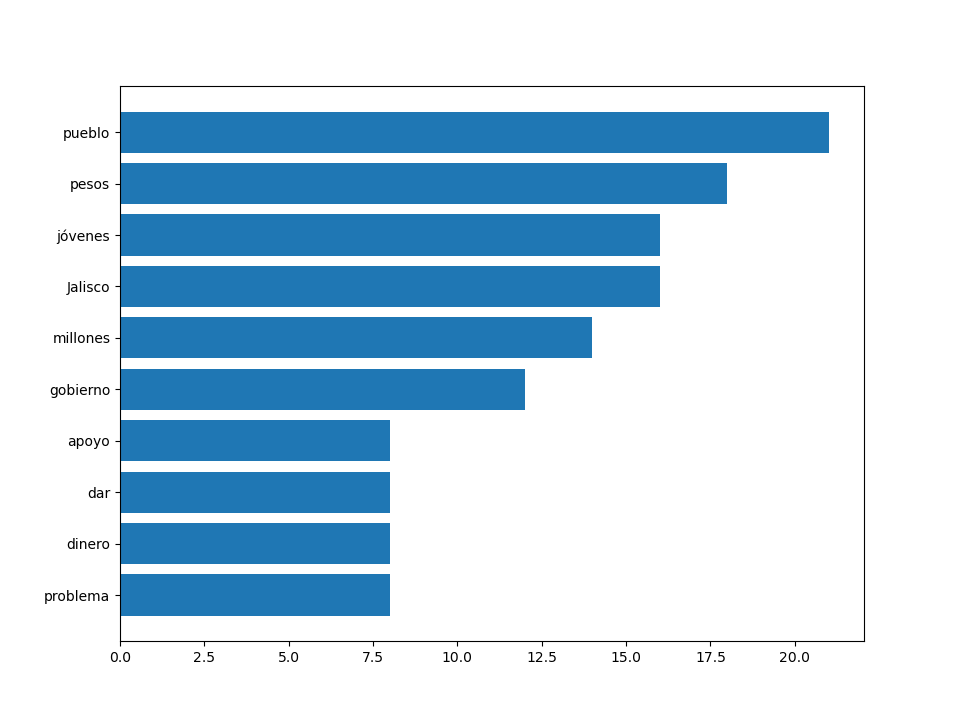 pueblo
pesos
jóvenes
Jalisco
millones
gobierno
apoyo
dar
dinero
problema
0.0 2.5 5.0 7.5 10.0 12.5 15.0 17.5 20.0